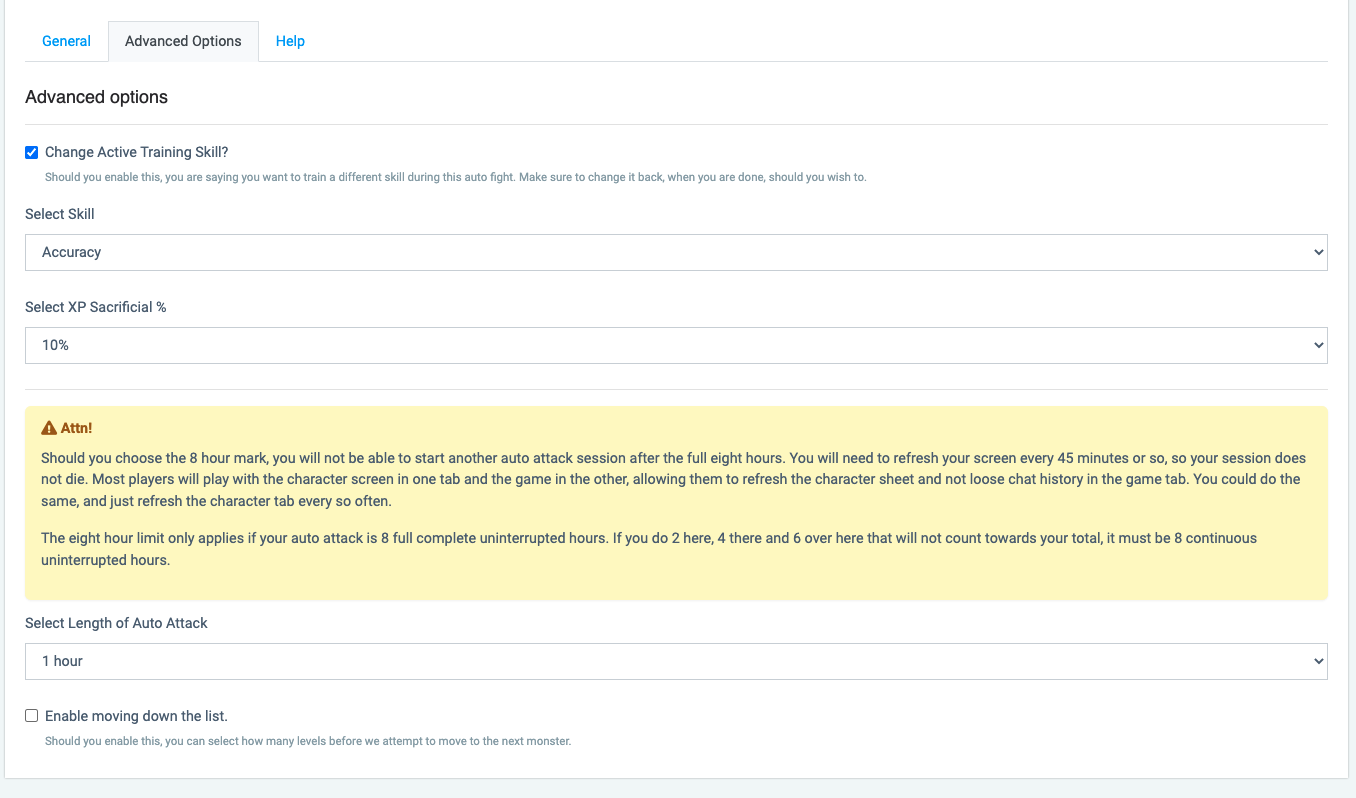 General
Advanced Options
Help
Advanced options
Change Active Training Skill?
Should you enable this, you are saying you want to train a different skill during this auto fight. Make sure to change it back, when you are done, should you wish to.
Select Skill
Accuracy
Select XP Sacrificial %
10%
Attn!
Should you choose the 8 hour mark, you will not be able to start another auto attack session after the full eight hours. You will need to refresh your screen every 45 minutes or so, so your session does
not die. Most players will play with the character screen in one tab and the game in the other, allowing them to refresh the character sheet and not loose chat history in the game tab. You could do the
same, and just refresh the character tab every so often.
The eight hour limit only applies if your auto attack is 8 full complete uninterrupted hours. If you do 2 here, 4 there and 6 over here that will not count towards your total, it must be 8 continuous
uninterrupted hours.
Select Length of Auto Attack
1 hour
Enable moving down the list.
Should you enable this, you can select how many levels before we attempt to move to the next monster.